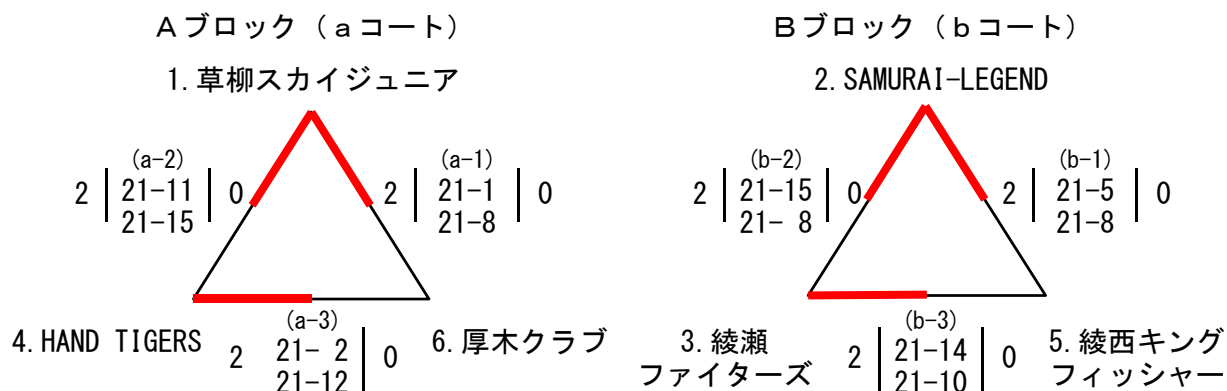 Aブロック（aコート）
1.草柳スカイジュニア
(a-2)
2 21-11 0
21-15
(a-1)
2 21-1 0
21-8
4.HAND TIGERS
(a-3)
2 21- 2 0
21-12
6.厚木クラブ
Bブロック（bコート）
2.SAMURAI-LEGEND
(b-2)
2 21-15 0
21- 8
(b-1)
2 21-5 0
21-8
3.綾瀬
ファイターズ
(b-3)
2 21-14 0
21-10
5.綾西キング
フィッシャー